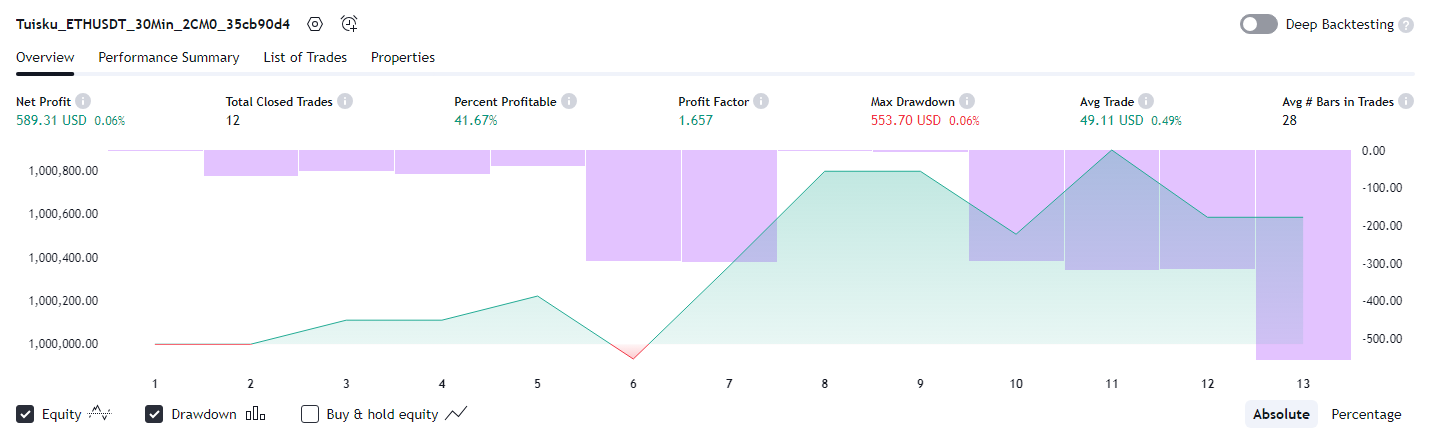 Tuisku_ETHUSDT_30Min_2CM0_35cb90d4
Deep Backtesting ?
Overview Performance Summary List of Trades Properties
Net Profit Total Closed Trades Percent Profitable Profit Factor Max Drawdown Avg Trade Avg # Bars in Trades
589.31 USD 0.06% 12 41.67% 1.657 553.70 USD 0.06% 49.11 USD 0.49% 28
1,000,800.00
1,000,600.00
1,000,400.00
1,000,200.00
1,000,000.00
0.00
-100.00
-200.00
-300.00
-400.00
-500.00
1 2 3 4 5 6 7 8 9 10 11 12 13
Equity Drawdown Buy & hold equity Absolute Percentage